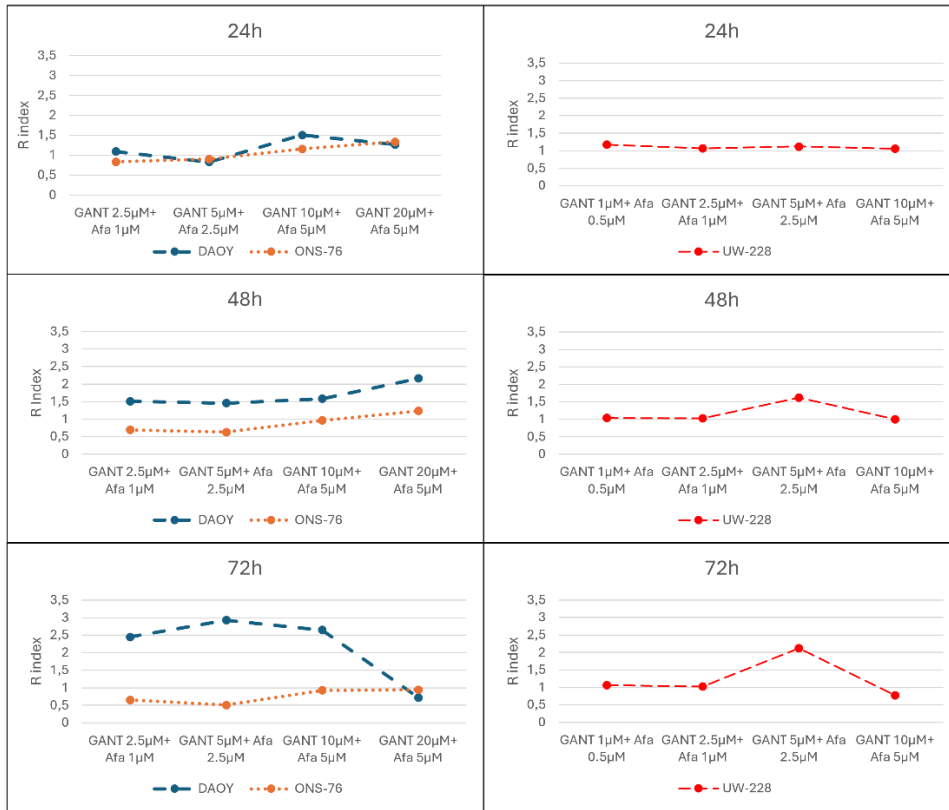 24h
3,5
3
2,5
2
1,5
1
0,5
0
R index
GANT 2.5µM+ GANT 5µM+ GANT 10µM+ GANT 20µM+
Afa 1µM Afa 2.5µM Afa 5µM Afa 5µM
DAOY ONS-76
24h
3,5
3
2,5
2
1,5
1
0,5
0
R index
GANT 1µM+ Afa GANT 2.5µM+ GANT 5µM+ Afa GANT 10µM+
0.5µM Afa 1µM 2.5µM Afa 5µM
UW-228
48h
3,5
3
2,5
2
1,5
1
0,5
0
R Index
GANT 2.5µM+ GANT 5µM+ Afa GANT 10µM+ GANT 20µM+
Afa 1µM 2.5µM Afa 5µM Afa 5µM
DAOY ONS-76
48h
3,5
3
2,5
2
1,5
1
0,5
0
R index
GANT 1µM+ Afa GANT 2.5µM+ GANT 5µM+ Afa GANT 10µM+
0.5µM Afa 1µM 2.5µM Afa 5µM
UW-228
72h
3,5
3
2,5
2
1,5
1
0,5
0
R index
GANT 2.5µM+ GANT 5µM+ Afa GANT 10µM+ GANT 20µM+
Afa 1µM 2.5µM Afa 5µM Afa 5µM
DAOY ONS-76
72h
3,5
3
2,5
2
1,5
1
0,5
0
R index
GANT 1µM+ Afa GANT 2.5µM+ GANT 5µM+ Afa GANT 10µM+
0.5µM Afa 1µM 2.5µM Afa 5µM
UW-228